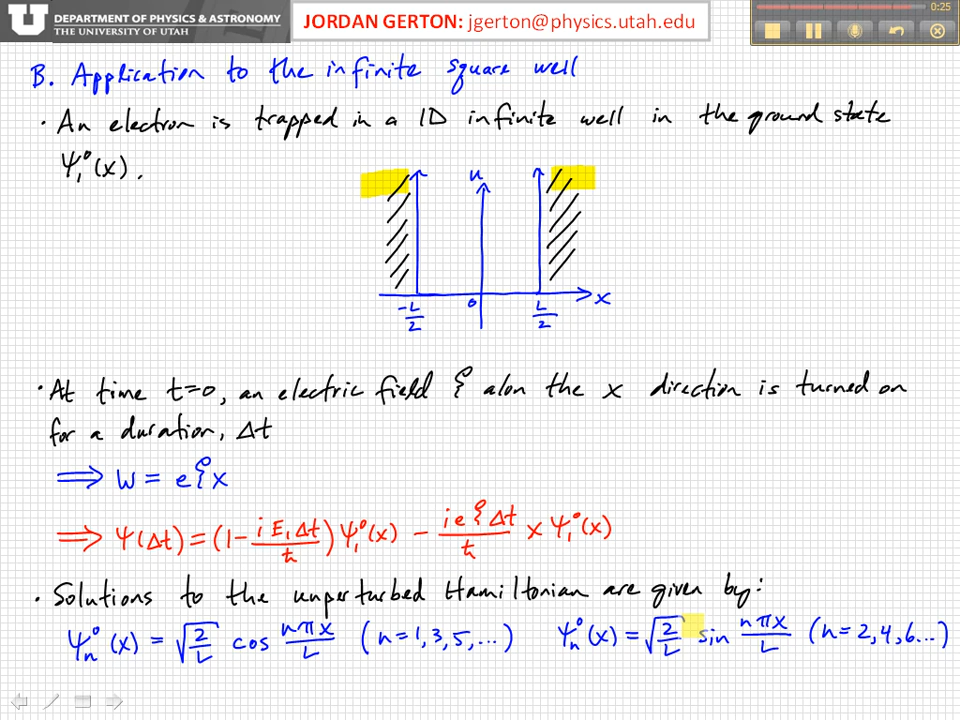 DEPARTMENT OF PHYSICS & ASTRONOMY
THE UNIVERSITY OF UTAH
JORDAN GERTON: jgerton@physics.utah.edu
0:25
B. Application to the infinite square well
· An electron is trapped in a 1D infinite well in the ground state
ψ₁⁰(x).
u
-L/2 0 L/2 x
· At time t=0, an electric field ℰ alon the x direction is turned on
for a duration, Δt
⟹ W = eℰx
⟹ ψ(Δt) = (1 - iE₁Δt/ħ) ψ₁⁰(x) - ieℰΔt/ħ x ψ₁⁰(x)
· Solutions to the unperturbed Hamiltonian are given by:
ψₙ⁰(x) = √(2/L) cos nπx/L (n=1,3,5,...) ψₙ⁰(x) = √(2/L) sin nπx/L (n=2,4,6...)